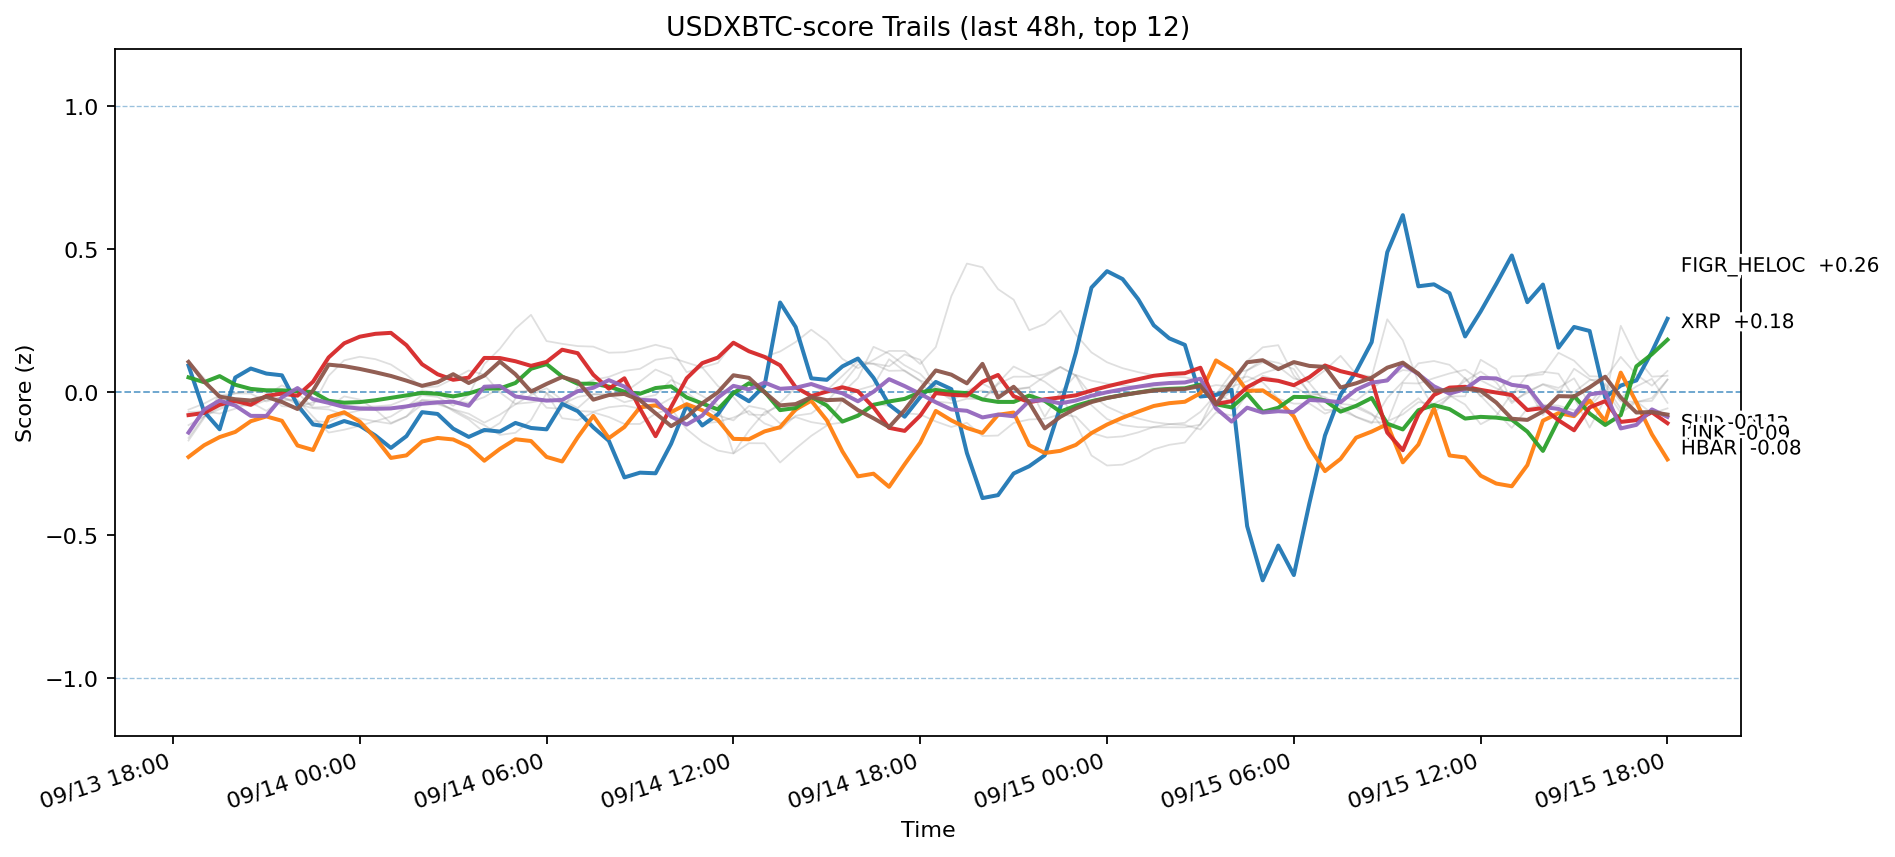 USDXBTC-score Trails (last 48h, top 12)
Score (z)
1.0
0.5
0.0
−0.5
−1.0
FIGR_HELOC +0.26
XRP +0.18
LINK -0.09
HBAR -0.08
09/13 18:00
09/14 00:00
09/14 06:00
09/14 12:00
09/14 18:00
09/15 00:00
09/15 06:00
09/15 12:00
09/15 18:00
Time